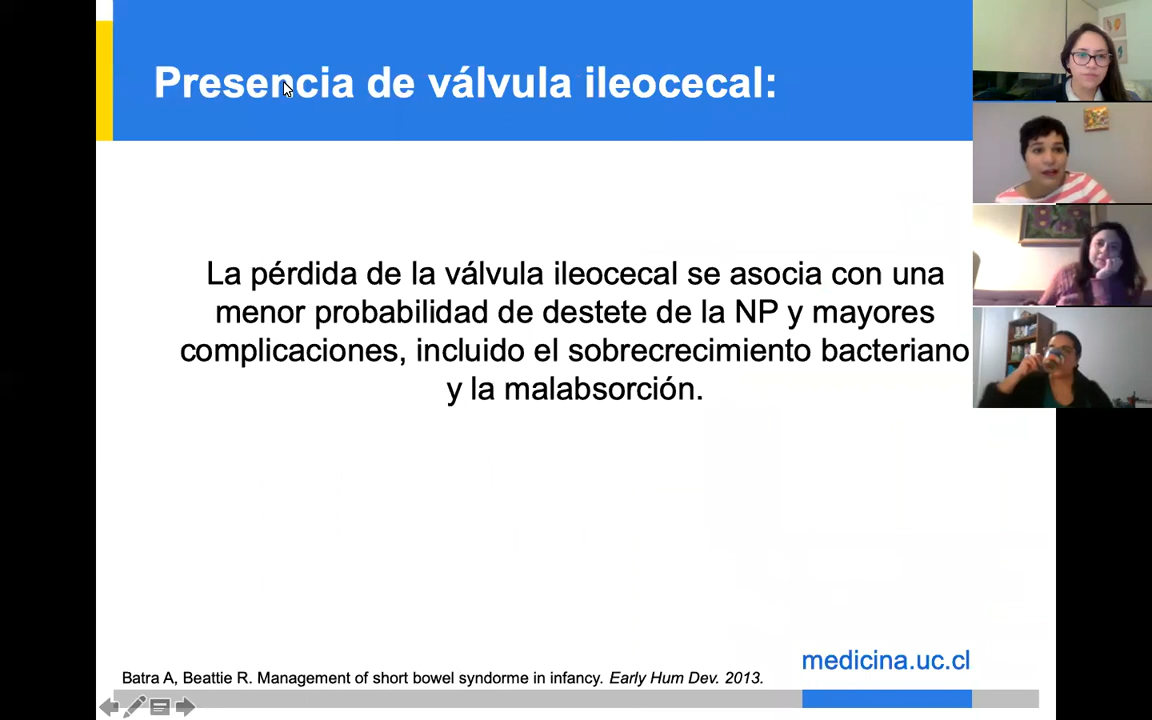 Presencia de válvula ileocecal:
La pérdida de la válvula ileocecal se asocia con una
menor probabilidad de destete de la NP y mayores
complicaciones, incluido el sobrecrecimiento bacteriano
y la malabsorción.
medicina.uc.cl
Batra A, Beattie R. Management of short bowel syndorme in infancy. Early Hum Dev. 2013.